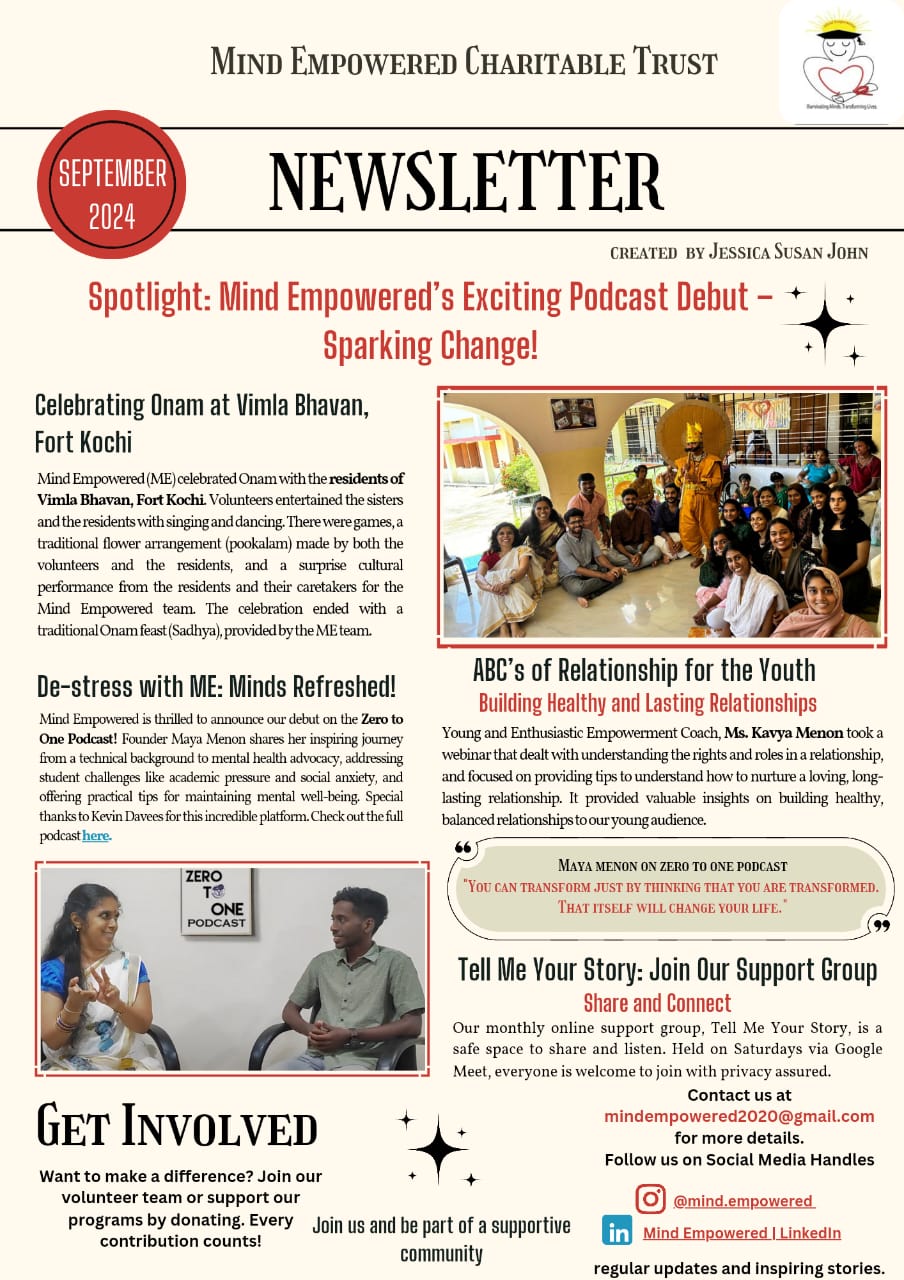 MIND EMPOWERED CHARITABLE TRUST
Mind Empowered
Illuminating Minds, Transforming Lives.
SEPTEMBER
2024
NEWSLETTER
CREATED BY JESSICA SUSAN JOHN
Spotlight: Mind Empowered's Exciting Podcast Debut –
Sparking Change!
Celebrating Onam at Vimla Bhavan,
Fort Kochi
Mind Empowered (ME) celebrated Onam with the residents of
Vimla Bhavan, Fort Kochi. Volunteers entertained the sisters
and the residents with singing and dancing. There were games, a
traditional flower arrangement (pookalam) made by both the
volunteers and the residents, and a surprise cultural
performance from the residents and their caretakers for the
Mind Empowered team. The celebration ended with a
traditional Onam feast (Sadhya), provided by the ME team.
De-stress with ME: Minds Refreshed!
Mind Empowered is thrilled to announce our debut on the Zero to
One Podcast! Founder Maya Menon shares her inspiring journey
from a technical background to mental health advocacy, addressing
student challenges like academic pressure and social anxiety, and
offering practical tips for maintaining mental well-being. Special
thanks to Kevin Davees for this incredible platform. Check out the full
podcast here.
ZERO
TO
ONE
PODCAST
ABC's of Relationship for the Youth
Building Healthy and Lasting Relationships
Young and Enthusiastic Empowerment Coach, Ms. Kavya Menon took a
webinar that dealt with understanding the rights and roles in a relationship,
and focused on providing tips to understand how to nurture a loving, long-
lasting relationship. It provided valuable insights on building healthy,
balanced relationships to our young audience.
MAYA MENON ON ZERO TO ONE PODCAST
"YOU CAN TRANSFORM JUST BY THINKING THAT YOU ARE TRANSFORMED.
THAT ITSELF WILL CHANGE YOUR LIFE."
Tell Me Your Story: Join Our Support Group
Share and Connect
Our monthly online support group, Tell Me Your Story, is a
safe space to share and listen. Held on Saturdays via Google
Meet, everyone is welcome to join with privacy assured.
GET INVOLVED
Want to make a difference? Join our
volunteer team or support our
programs by donating. Every
contribution counts!
Join us and be part of a supportive
community
Contact us at
mindempowered2020@gmail.com
for more details.
Follow us on Social Media Handles
@mind.empowered
in
Mind Empowered | LinkedIn
regular updates and inspiring stories.